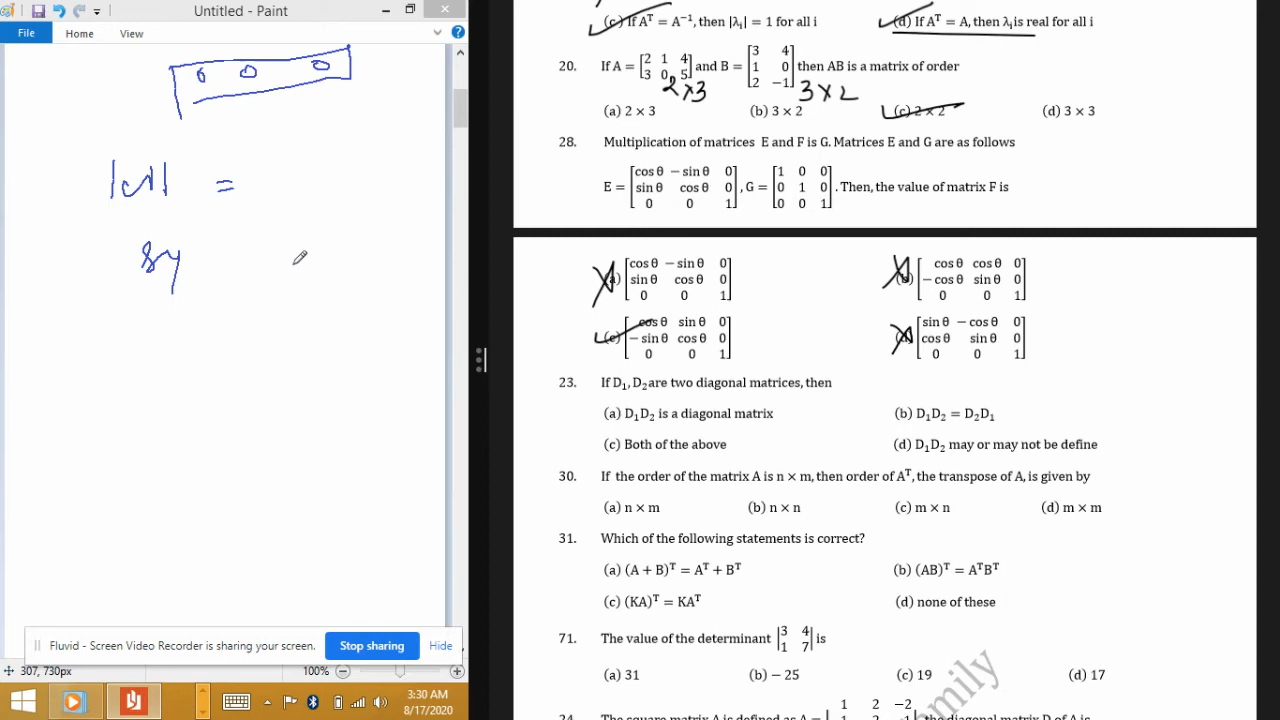 Untitled - Paint
File Home View
|A| =
(c) If Aᵀ = A⁻¹, then |λᵢ| = 1 for all i (d) If Aᵀ = A, then λᵢ is real for all i
20. If A = [2 1 4; 3 0 5] and B = [3 4; 1 0; 2 −1] then AB is a matrix of order
2×3 3×2
(a) 2 × 3 (b) 3 × 2 (c) 2 × 2 (d) 3 × 3
28. Multiplication of matrices E and F is G. Matrices E and G are as follows
E = [cos θ − sin θ 0; sin θ cos θ 0; 0 0 1], G = [1 0 0; 0 1 0; 0 0 1]. Then, the value of matrix F is
(a) [cos θ − sin θ 0; sin θ cos θ 0; 0 0 1] (b) [cos θ cos θ 0; − cos θ sin θ 0; 0 0 1]
(c) [cos θ sin θ 0; − sin θ cos θ 0; 0 0 1] (d) [sin θ − cos θ 0; cos θ sin θ 0; 0 0 1]
23. If D₁, D₂ are two diagonal matrices, then
(a) D₁D₂ is a diagonal matrix (b) D₁D₂ = D₂D₁
(c) Both of the above (d) D₁D₂ may or may not be define
30. If the order of the matrix A is n × m, then order of Aᵀ, the transpose of A, is given by
(a) n × m (b) n × n (c) m × n (d) m × m
31. Which of the following statements is correct?
(a) (A + B)ᵀ = Aᵀ + Bᵀ (b) (AB)ᵀ = AᵀBᵀ
(c) (KA)ᵀ = KAᵀ (d) none of these
71. The value of the determinant |3 4; 1 7| is
(a) 31 (b) − 25 (c) 19 (d) 17
family
1 2 −2
Fluvid - Screen Video Recorder is sharing your screen. Stop sharing Hide
307, 730px 100%
3:30 AM
8/17/2020